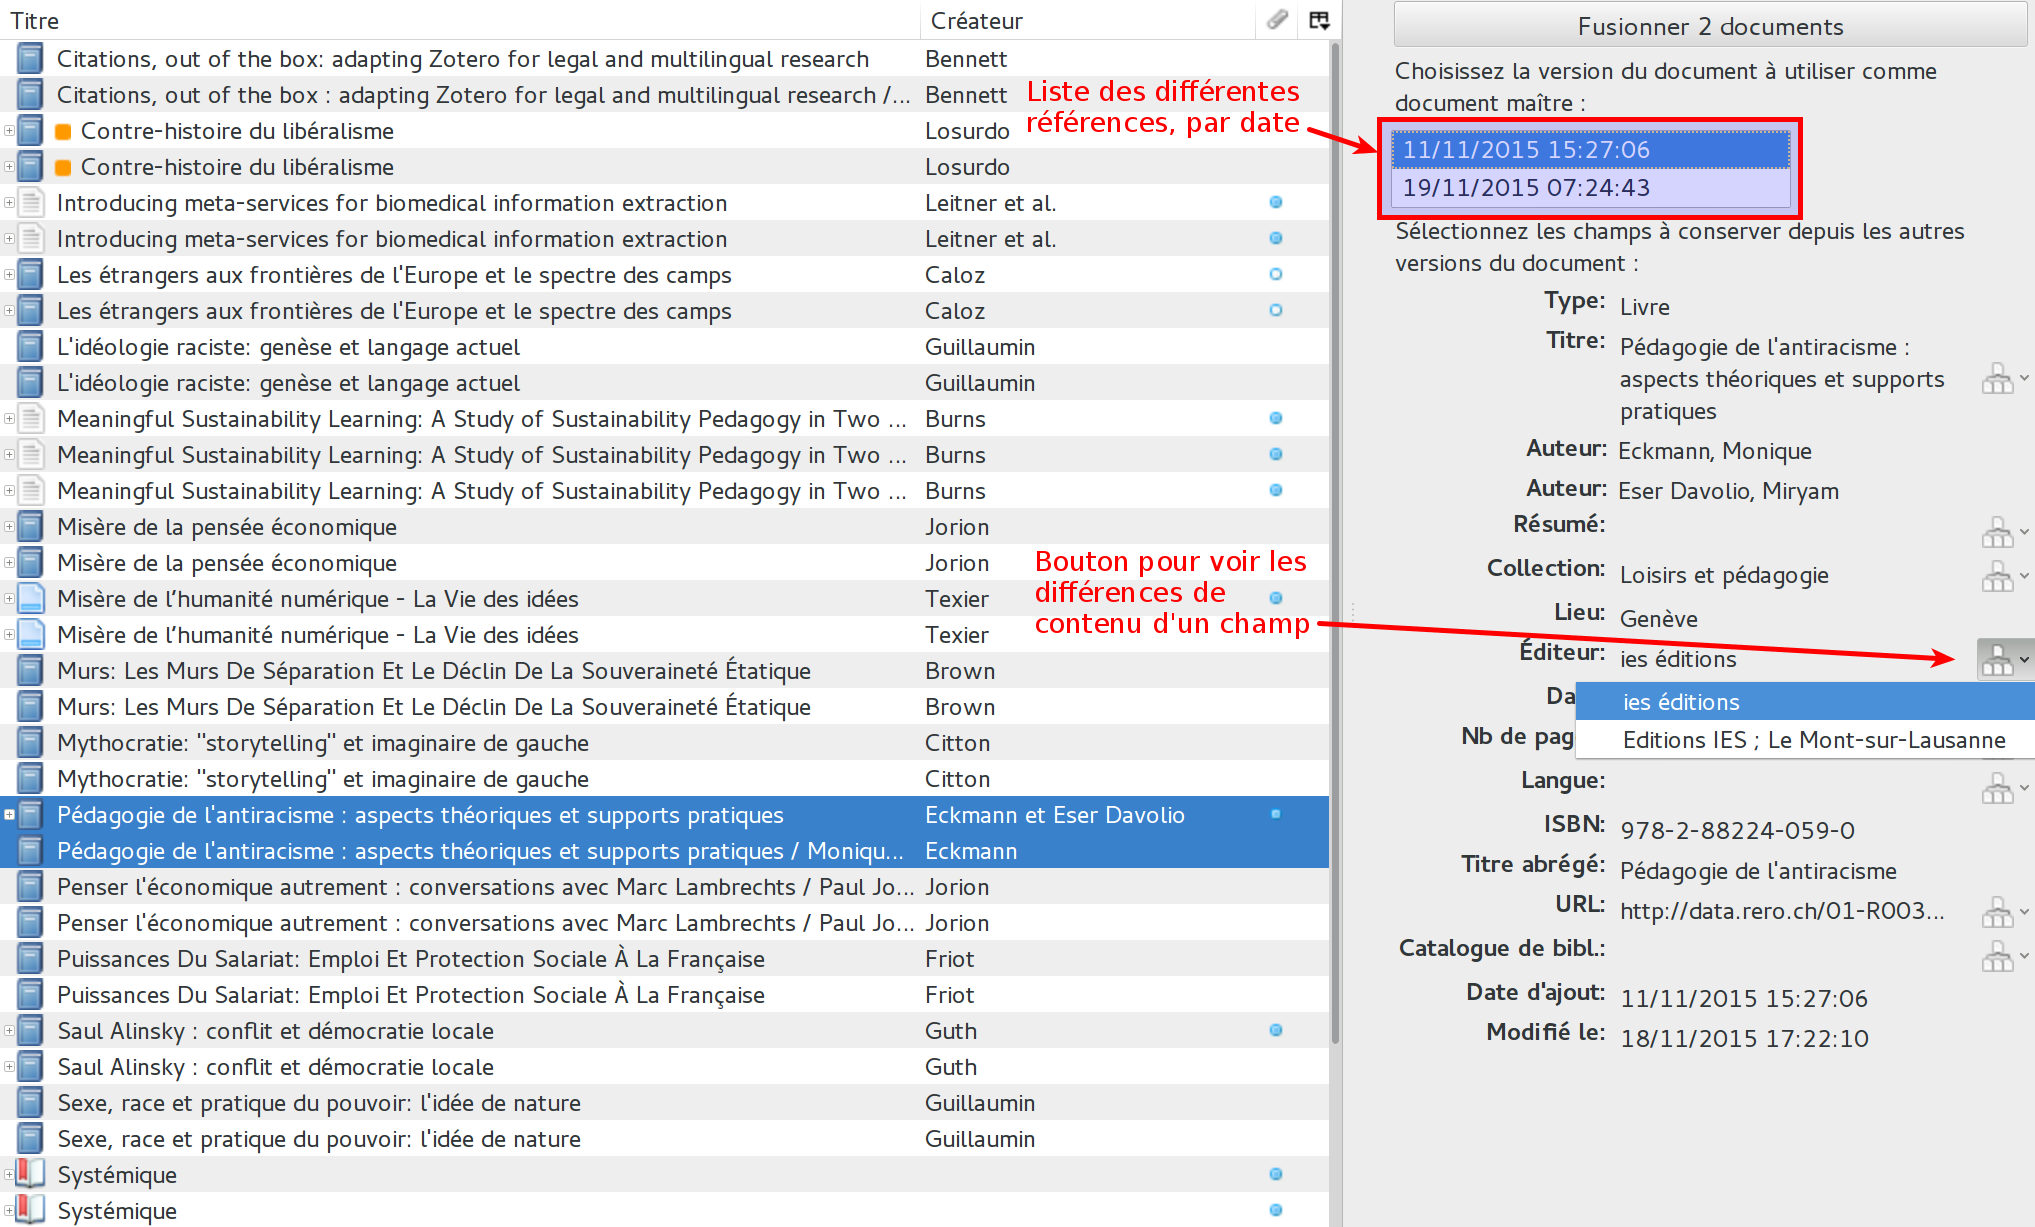 Titre Créateur
Citations, out of the box: adapting Zotero for legal and multilingual research Bennett
Citations, out of the box : adapting Zotero for legal and multilingual research /... Bennett
Contre-histoire du libéralisme Losurdo
Contre-histoire du libéralisme Losurdo
Introducing meta-services for biomedical information extraction Leitner et al.
Introducing meta-services for biomedical information extraction Leitner et al.
Les étrangers aux frontières de l'Europe et le spectre des camps Caloz
Les étrangers aux frontières de l'Europe et le spectre des camps Caloz
L'idéologie raciste: genèse et langage actuel Guillaumin
L'idéologie raciste: genèse et langage actuel Guillaumin
Meaningful Sustainability Learning: A Study of Sustainability Pedagogy in Two ... Burns
Meaningful Sustainability Learning: A Study of Sustainability Pedagogy in Two ... Burns
Meaningful Sustainability Learning: A Study of Sustainability Pedagogy in Two ... Burns
Misère de la pensée économique Jorion
Misère de la pensée économique Jorion
Misère de l’humanité numérique - La Vie des idées Texier
Misère de l’humanité numérique - La Vie des idées Texier
Murs: Les Murs De Séparation Et Le Déclin De La Souveraineté Étatique Brown
Murs: Les Murs De Séparation Et Le Déclin De La Souveraineté Étatique Brown
Mythocratie: "storytelling" et imaginaire de gauche Citton
Mythocratie: "storytelling" et imaginaire de gauche Citton
Pédagogie de l'antiracisme : aspects théoriques et supports pratiques Eckmann et Eser Davolio
Pédagogie de l'antiracisme : aspects théoriques et supports pratiques / Moniqu... Eckmann
Penser l'économique autrement : conversations avec Marc Lambrechts / Paul Jo... Jorion
Penser l'économique autrement : conversations avec Marc Lambrechts / Paul Jo... Jorion
Puissances Du Salariat: Emploi Et Protection Sociale À La Française Friot
Puissances Du Salariat: Emploi Et Protection Sociale À La Française Friot
Saul Alinsky : conflit et démocratie locale Guth
Saul Alinsky : conflit et démocratie locale Guth
Sexe, race et pratique du pouvoir: l'idée de nature Guillaumin
Sexe, race et pratique du pouvoir: l'idée de nature Guillaumin
Systémique
Systémique
Liste des différentes
références, par date
Bouton pour voir les
différences de
contenu d'un champ
Fusionner 2 documents
Choisissez la version du document à utiliser comme
document maître :
11/11/2015 15:27:06
19/11/2015 07:24:43
Sélectionnez les champs à conserver depuis les autres
versions du document :
Type: Livre
Titre: Pédagogie de l'antiracisme :
aspects théoriques et supports
pratiques
Auteur: Eckmann, Monique
Auteur: Eser Davolio, Miryam
Résumé:
Collection: Loisirs et pédagogie
Lieu: Genève
Éditeur: ies éditions
Da
ies éditions
Nb de pag
Editions IES ; Le Mont-sur-Lausanne
Langue:
ISBN: 978-2-88224-059-0
Titre abrégé: Pédagogie de l'antiracisme
URL: http://data.rero.ch/01-R003...
Catalogue de bibl.:
Date d'ajout: 11/11/2015 15:27:06
Modifié le: 18/11/2015 17:22:10